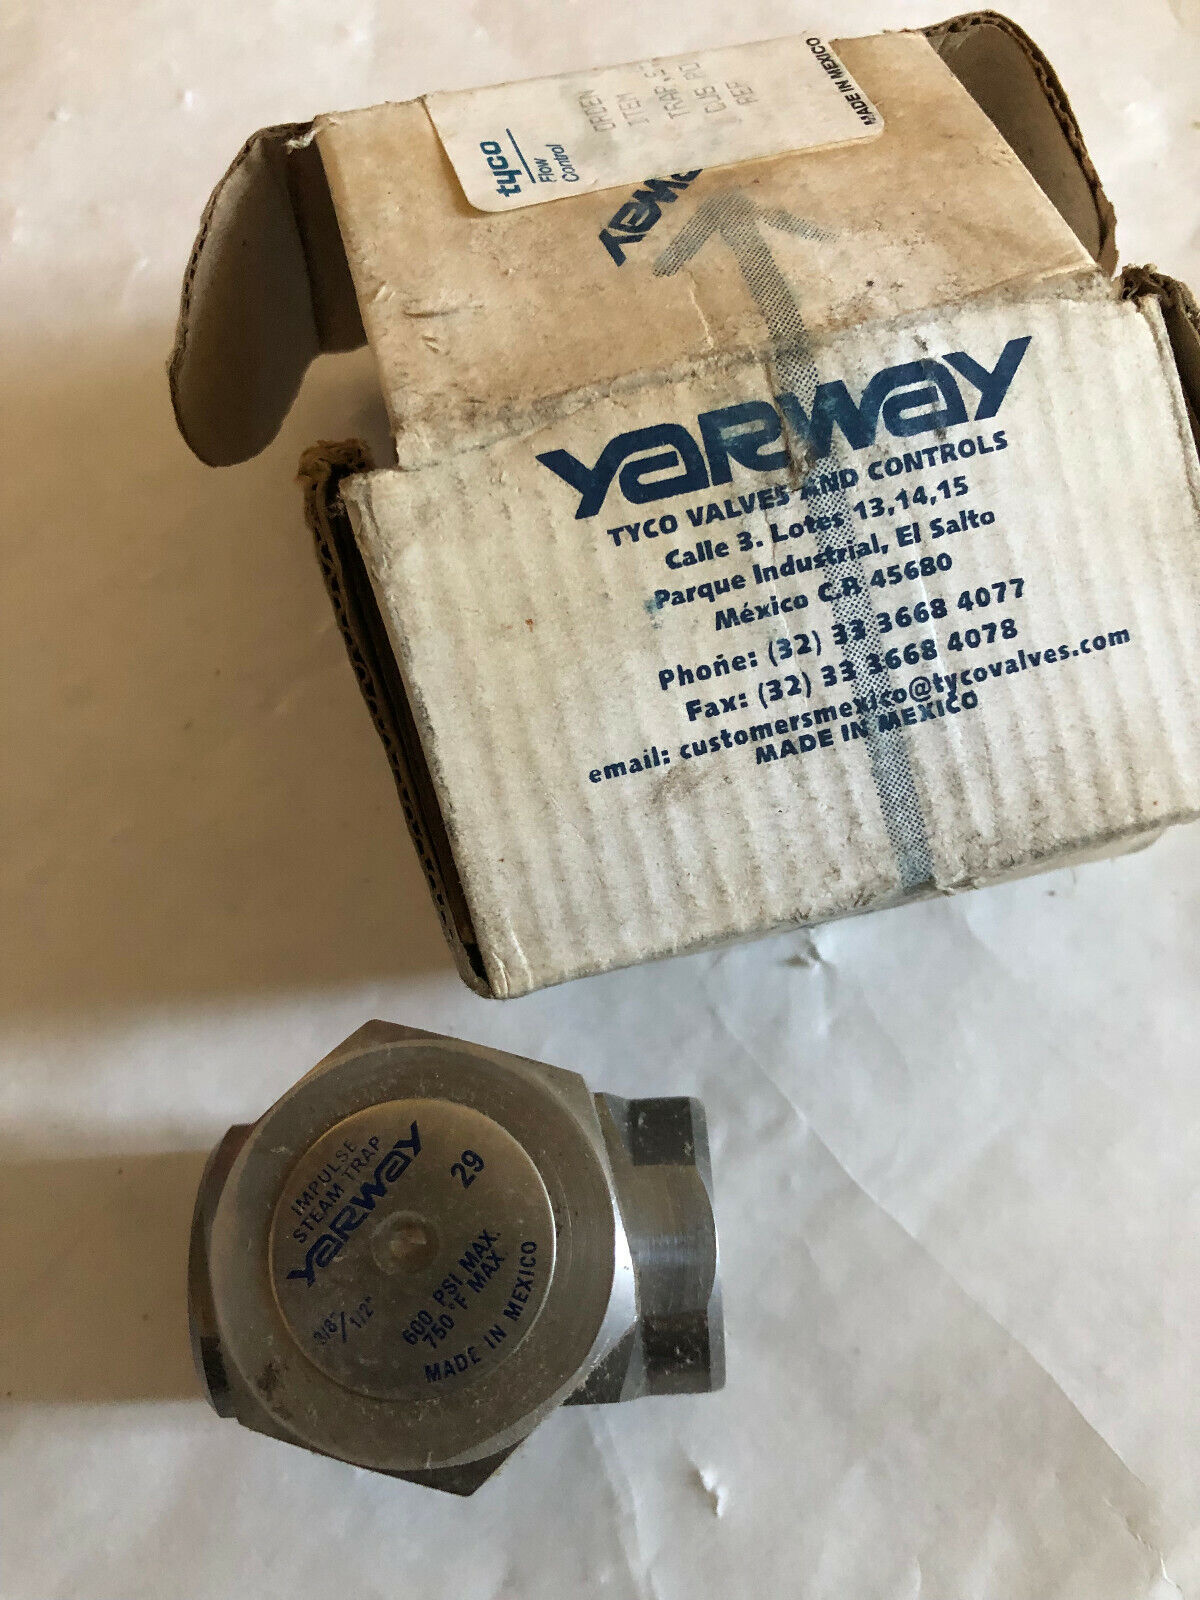 tyco
Flow
Control
ORDEN
ITEM
TRAP
REF
MADE IN MEXICO
YARWAY
YARWAY
TYCO VALVES AND CONTROLS
Calle 3. Lotes 13,14,15
Parque Industrial, El Salto
México C.P. 45680
Phone: (32) 33 3668 4077
Fax: (32) 33 3668 4078
email: customersmexico@tycovalves.com
MADE IN MEXICO
IMPULSE
STEAM TRAP
YARWAY
29
3/8"/1/2"
600 PSI MAX.
750 °F MAX.
MADE IN MEXICO